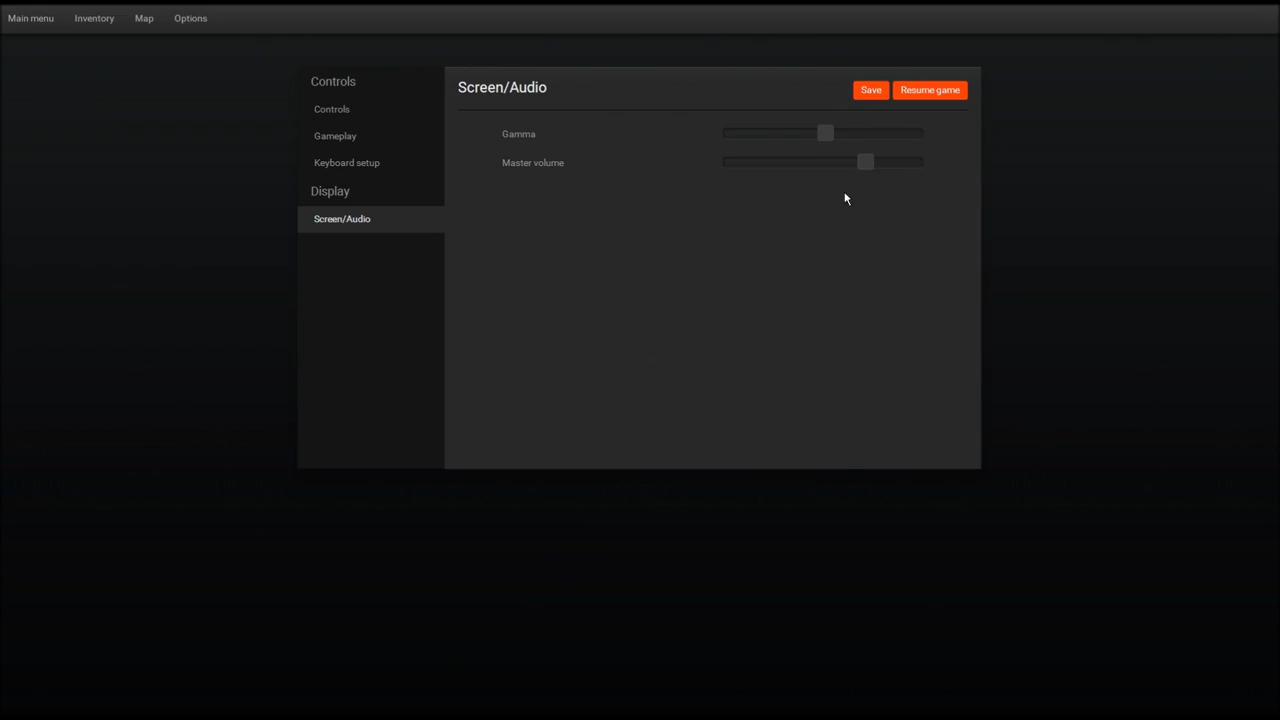 Main menu Inventory Map Options
Controls
Controls
Gameplay
Keyboard setup
Display
Screen/Audio
Screen/Audio
Save Resume game
Gamma
Master volume